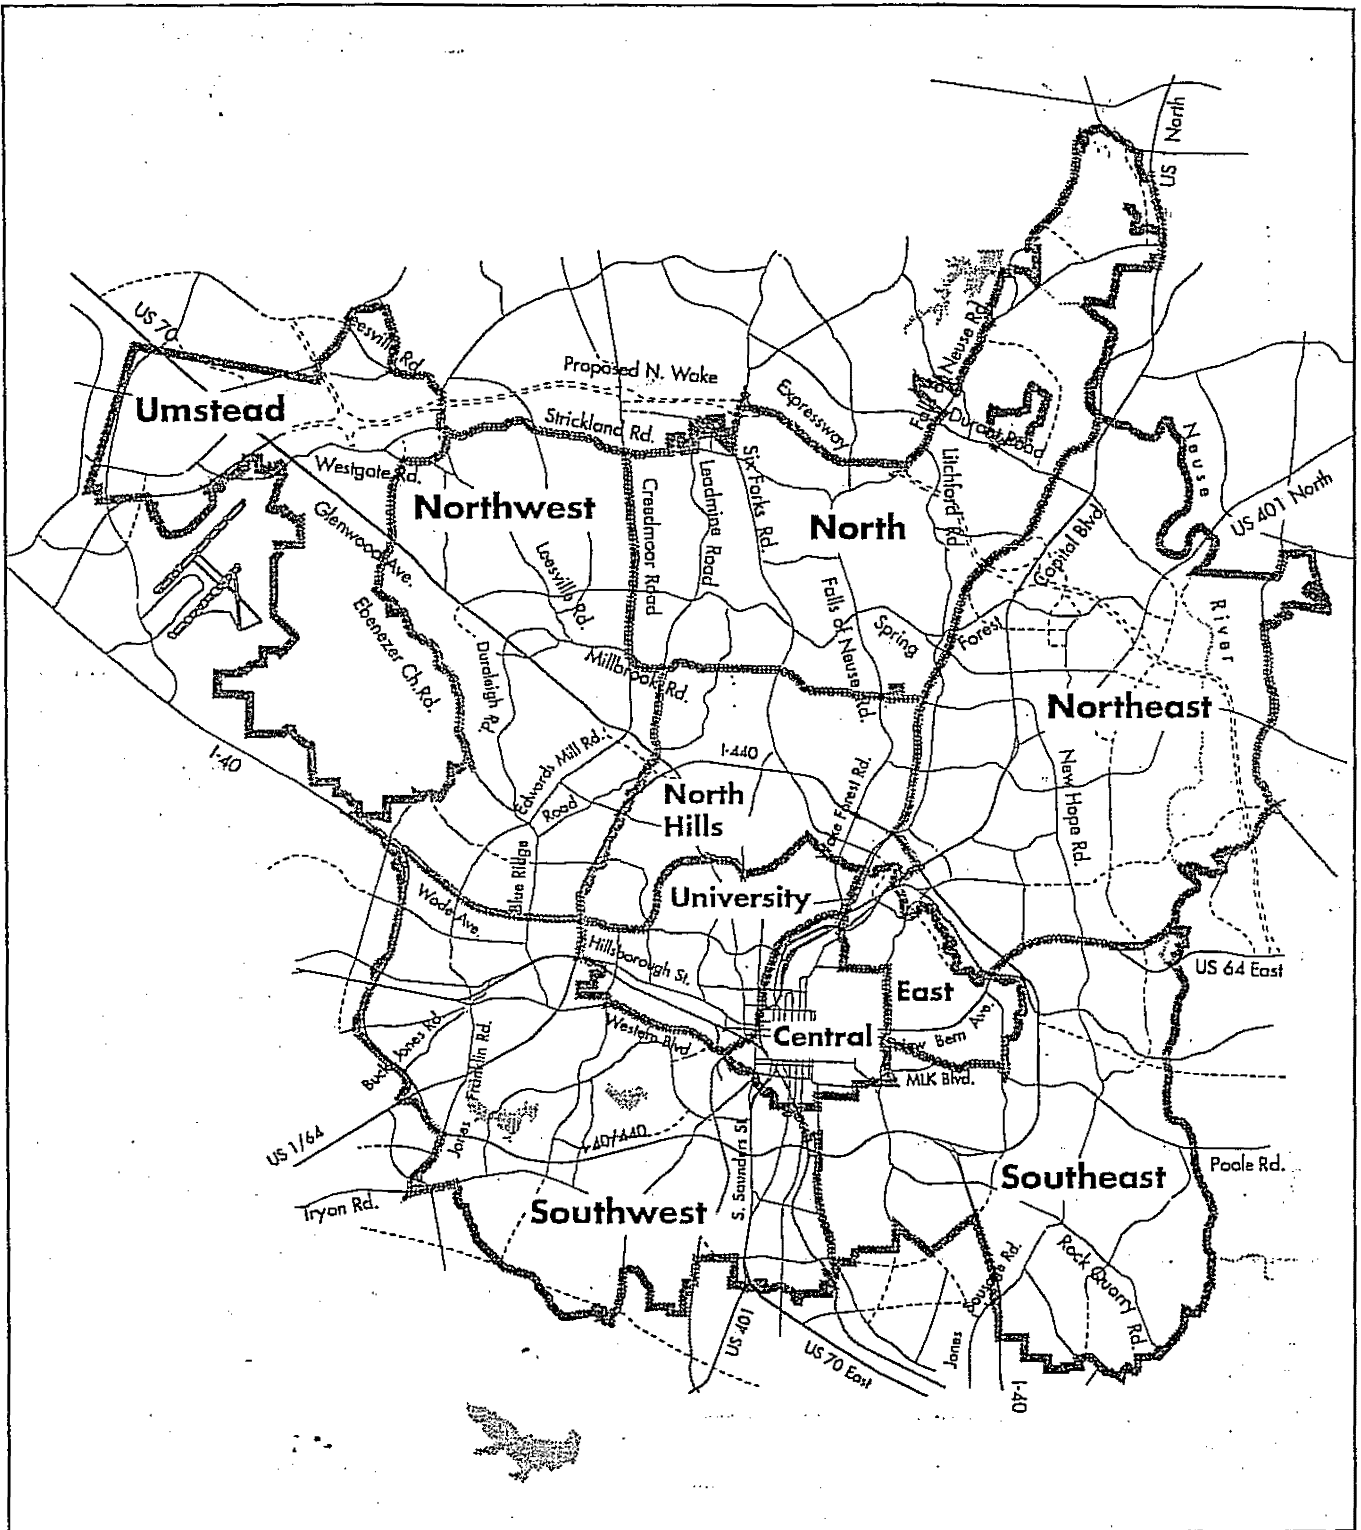 US North
US 70
Leesville Rd.
Proposed N. Wake
Expressway
Falls of Neuse Rd.
Umstead
Strickland Rd.
Durant Road
Neuse
Westgate Rd.
Northwest
Creedmoor Road
Leadmine Road
Six Forks Rd.
North
Litchford Rd
US 401 North
Glenwood Ave.
Capital Blvd
Leesville Rd.
Ebenezer Ch. Rd.
Duraleigh Rd.
Millbrook Rd.
Falls of Neuse Rd.
Spring Forest
River
Northeast
I-40
Edwards Mill Rd.
I-440
North
Hills
Wake Forest Rd.
New Hope Rd.
Blue Ridge Road
University
Wade Ave.
Hillsborough St.
US 64 East
East
Central
New Bern Ave.
Western Blvd
Buck Jones Rd.
Jones Franklin Rd.
MLK Blvd.
US 1/64
I-40/440
S. Saunders St.
Southeast
Poole Rd.
Tryon Rd.
Southwest
Rock Quarry Rd
Jones Sausage Rd.
US 401
US 70 East
I-40